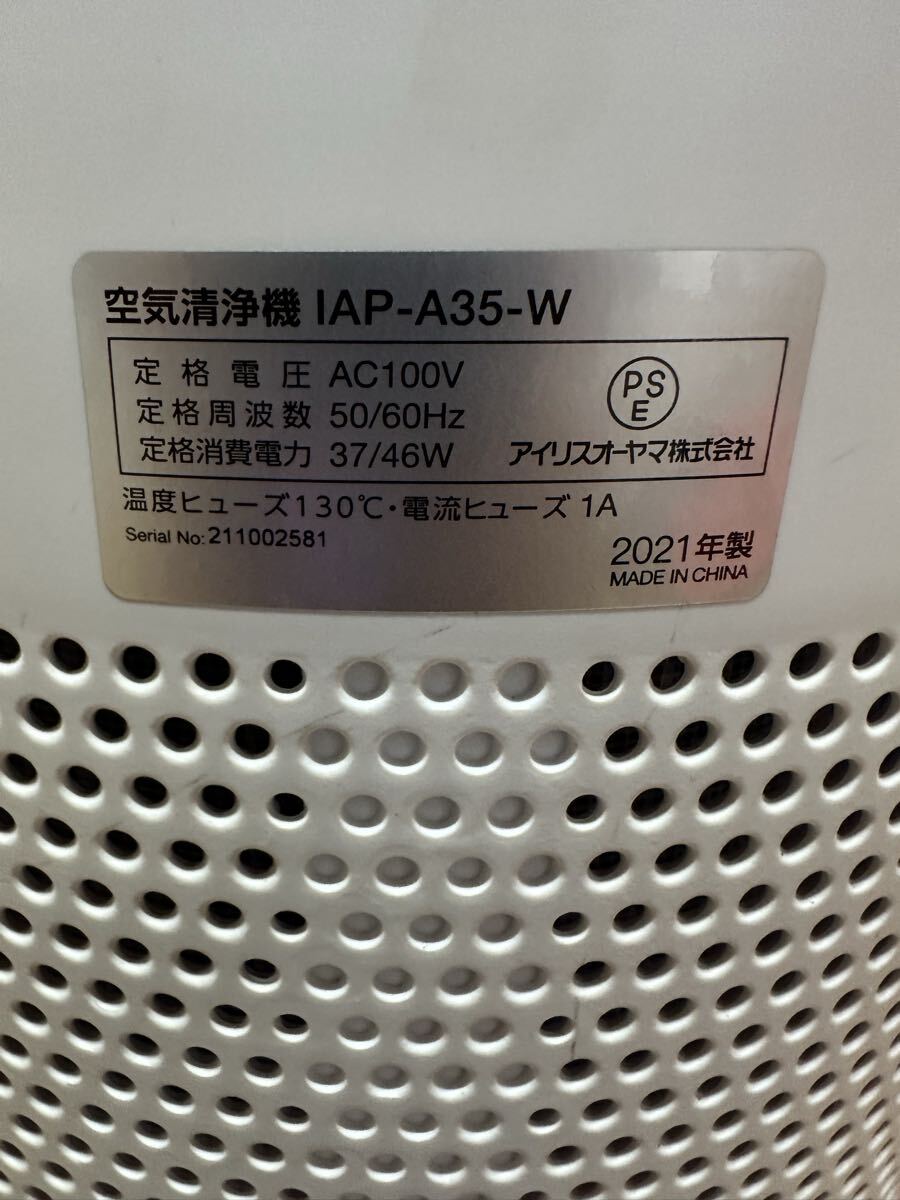 空気清浄機 IAP-A35-W
定格電圧 AC100V
定格周波数 50/60Hz
定格消費電力 37/46W
PS
E
アイリスオーヤマ株式会社
温度ヒューズ130℃・電流ヒューズ 1A
Serial No: 211002581
2021年製
MADE IN CHINA